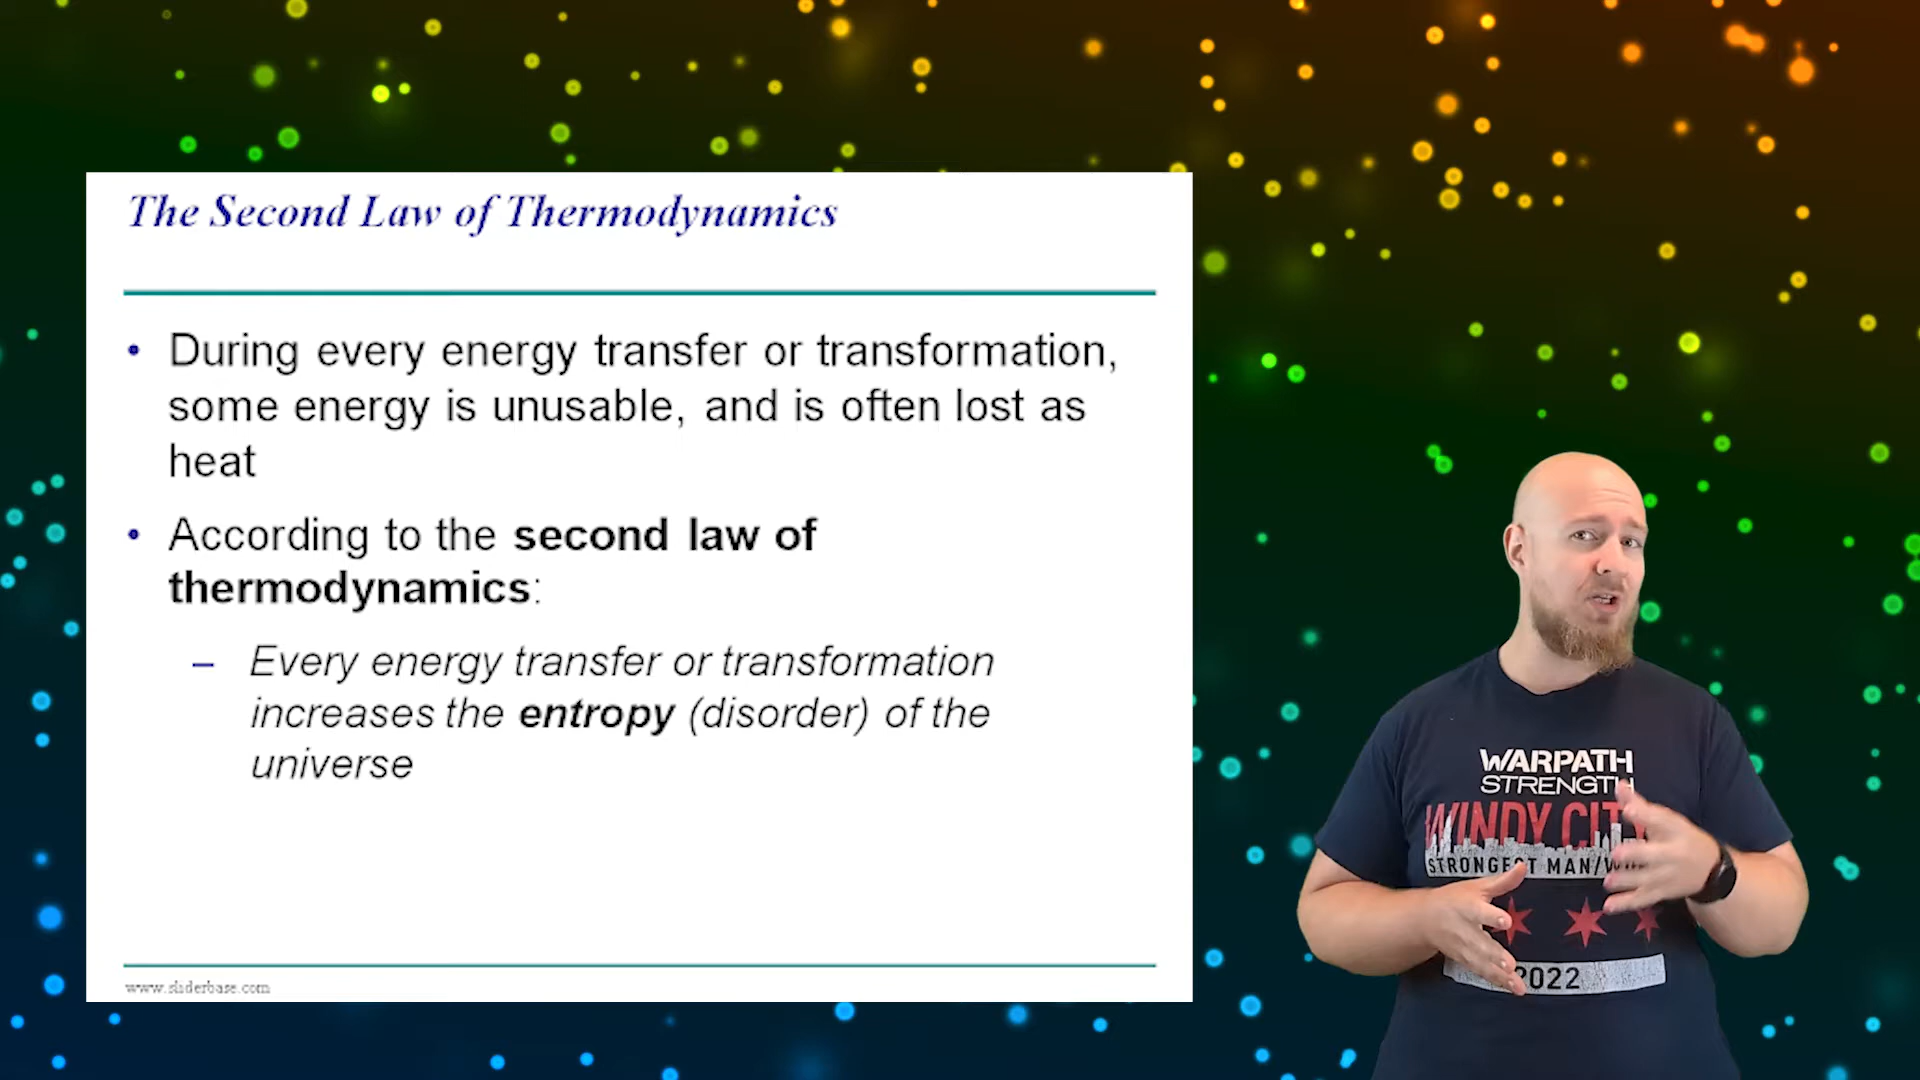 The Second Law of Thermodynamics
• During every energy transfer or transformation,
some energy is unusable, and is often lost as
heat
• According to the second law of
thermodynamics:
– Every energy transfer or transformation
increases the entropy (disorder) of the
universe
www.sliderbase.com
WARPATH
STRENGTH
WINDY CITY
STRONGEST MAN/
2022